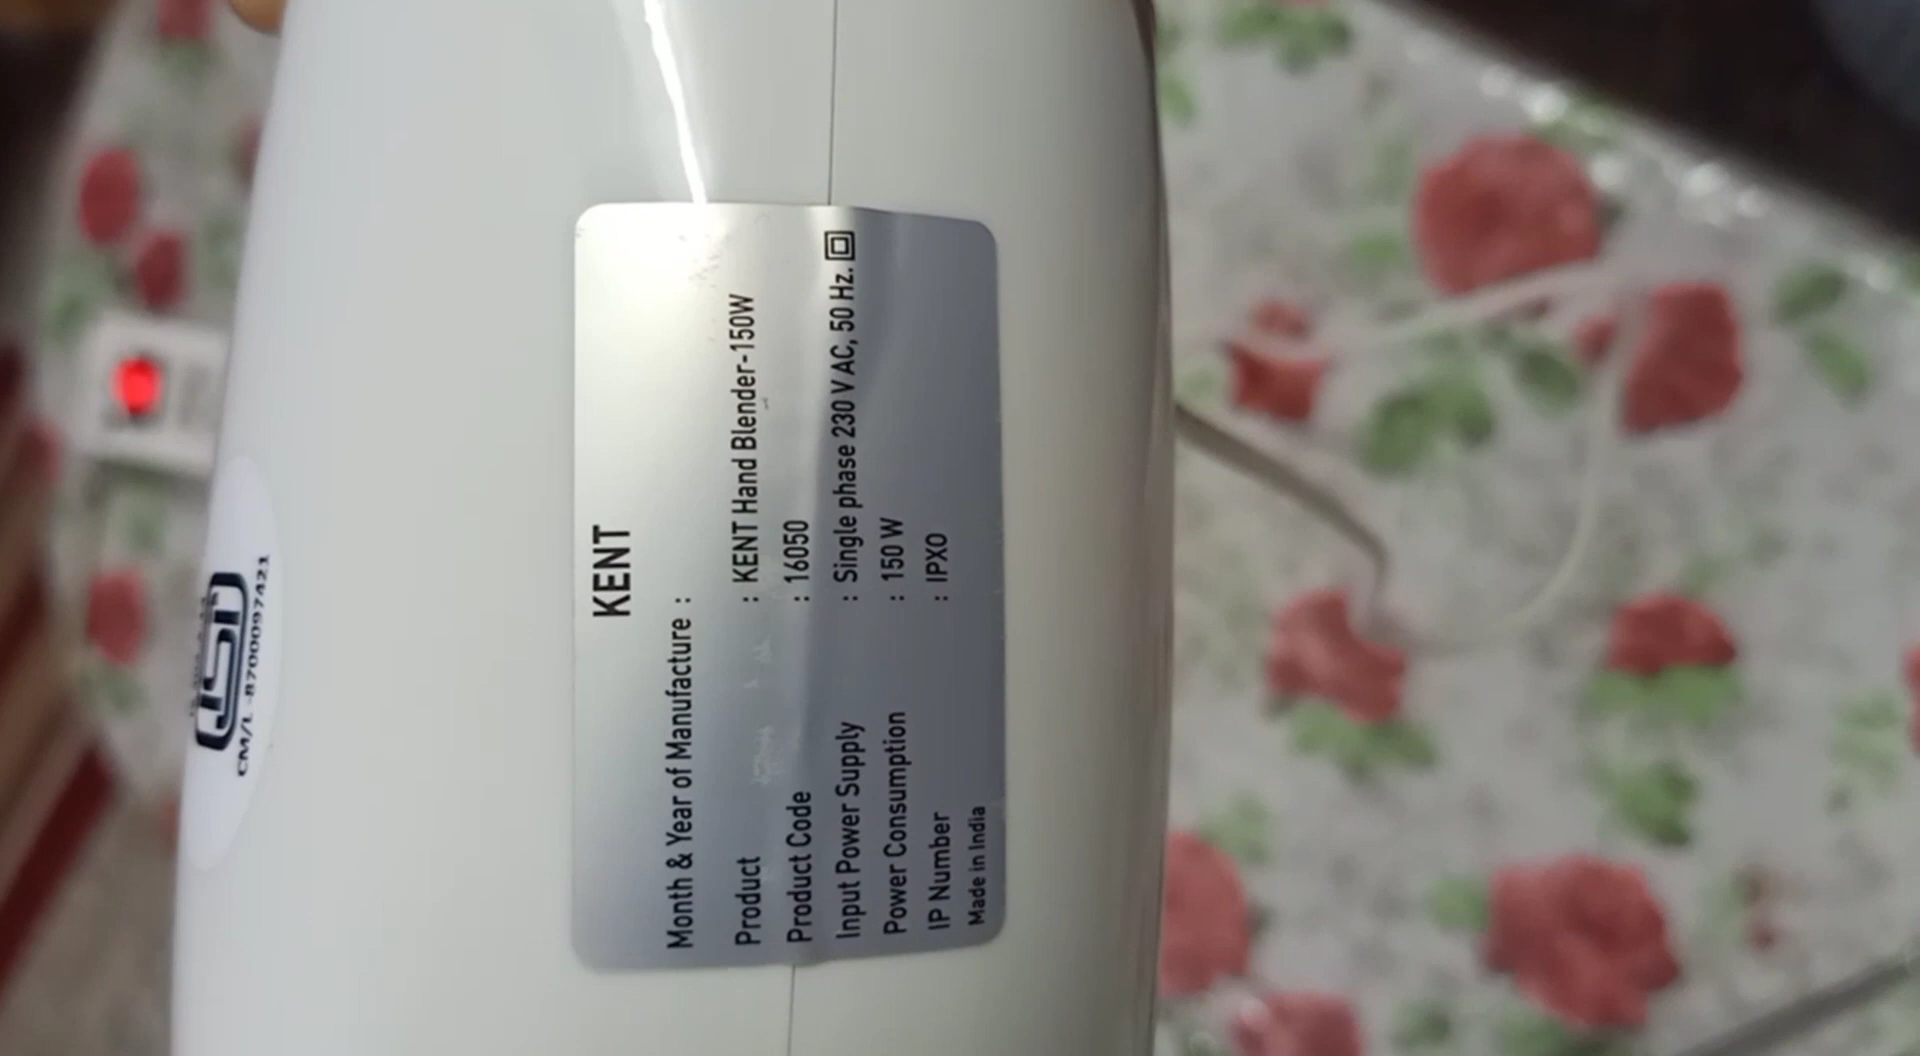 KENT
Month & Year of Manufacture :
Product : KENT Hand Blender-150W
Product Code : 16050
Input Power Supply : Single phase 230 V AC, 50 Hz.
Power Consumption : 150 W
IP Number : IPX0
Made in India
ISI
CM/L-8700097421